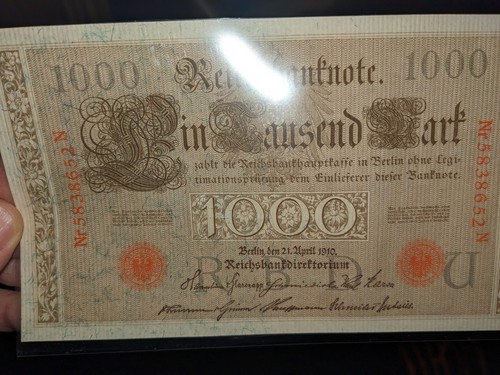 1000 Reichsbanknote. 1000
Ein Tausend Mark
zahlt die Reichsbankhauptkasse in Berlin ohne Legi-
timationsprüfung dem Einlieferer dieser Banknote.
Nr 5838652 N
Nr 5838652 N
1000
Berlin, den 21. April 1910.
Reichsbankdirektorium
R B D U